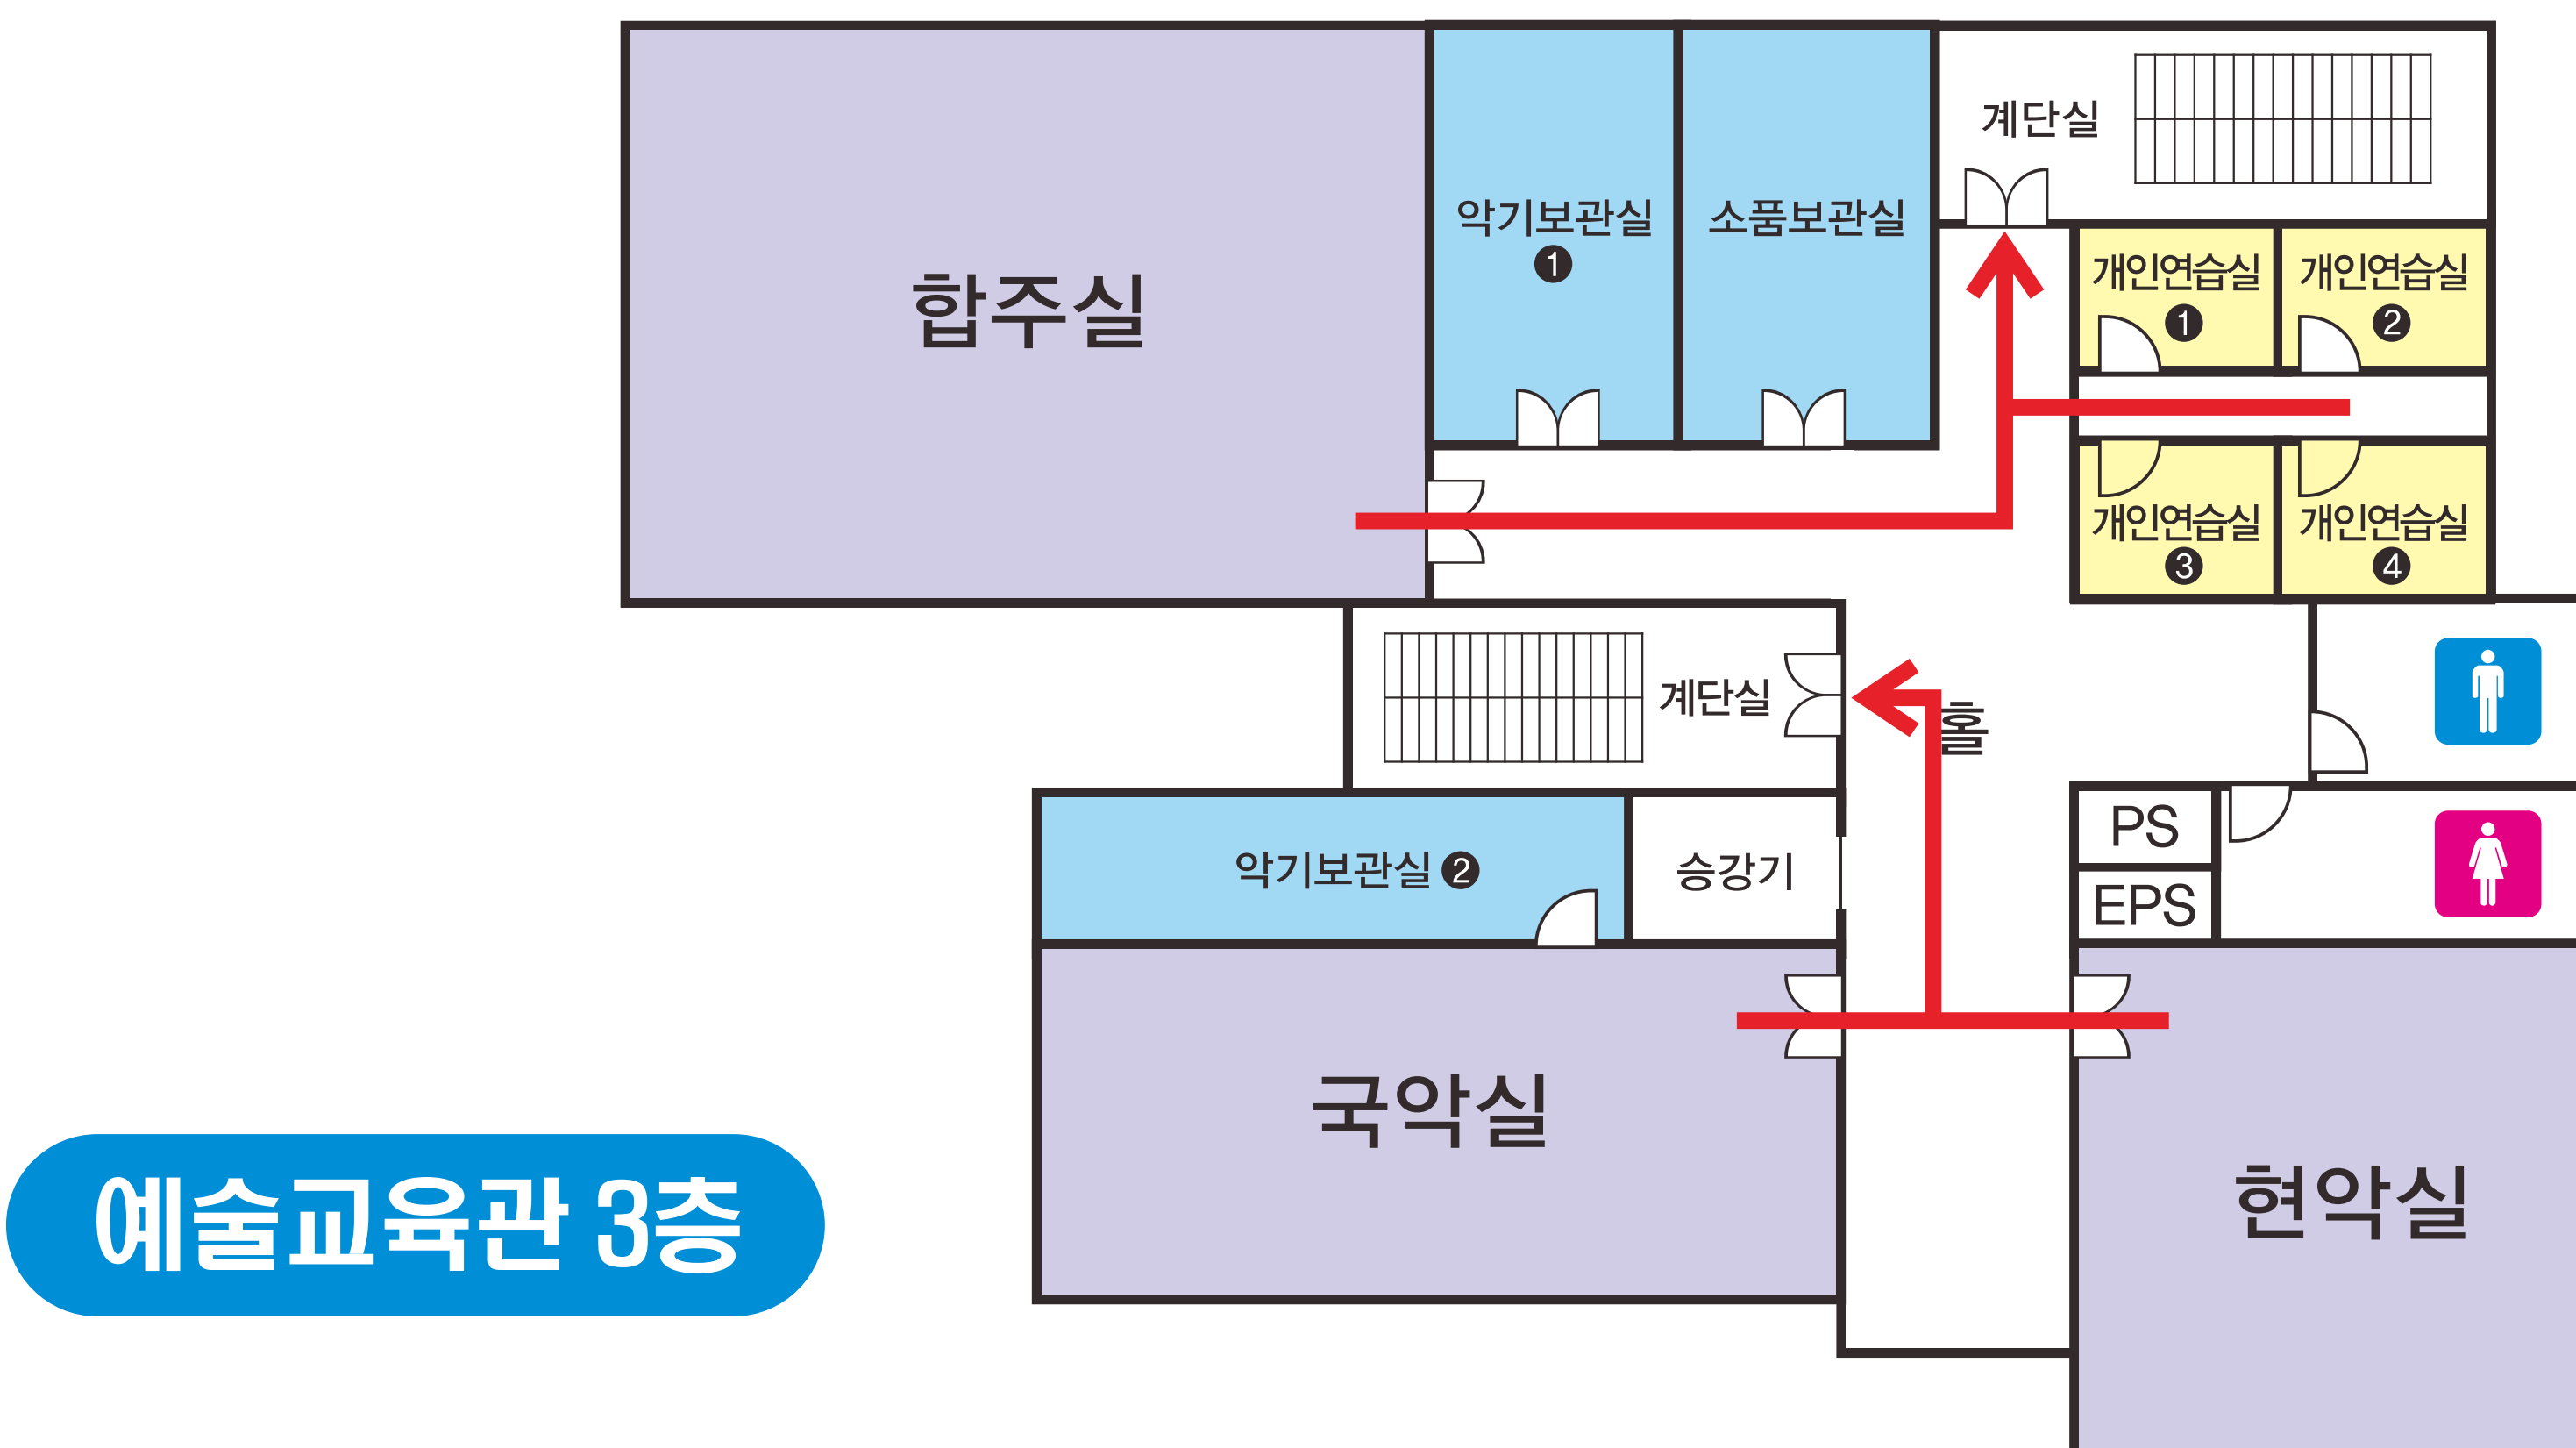 계단실
악기보관실
1
소품보관실
합주실
개인연습실
1
개인연습실
2
개인연습실
3
개인연습실
4
계단실
홀
PS
EPS
악기보관실 2
승강기
국악실
현악실
예술교육관 3층